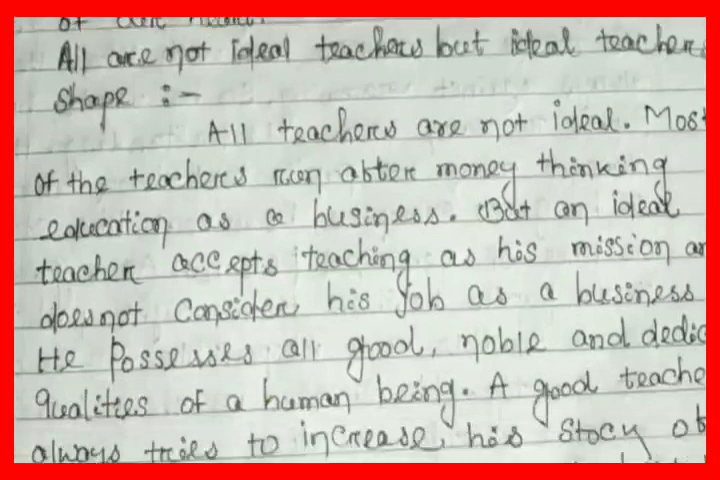 of
All are not ideal teachers but ideal teacher
Shape :-
All teachers are not ideal. Most
of the teachers run after money thinking
education as a business. But an ideal
teacher accepts teaching as his mission an
does not consider his job as a business
He Possesses all good, noble and dedic
qualities of a human being. A good teache
always tries to increase his stock of